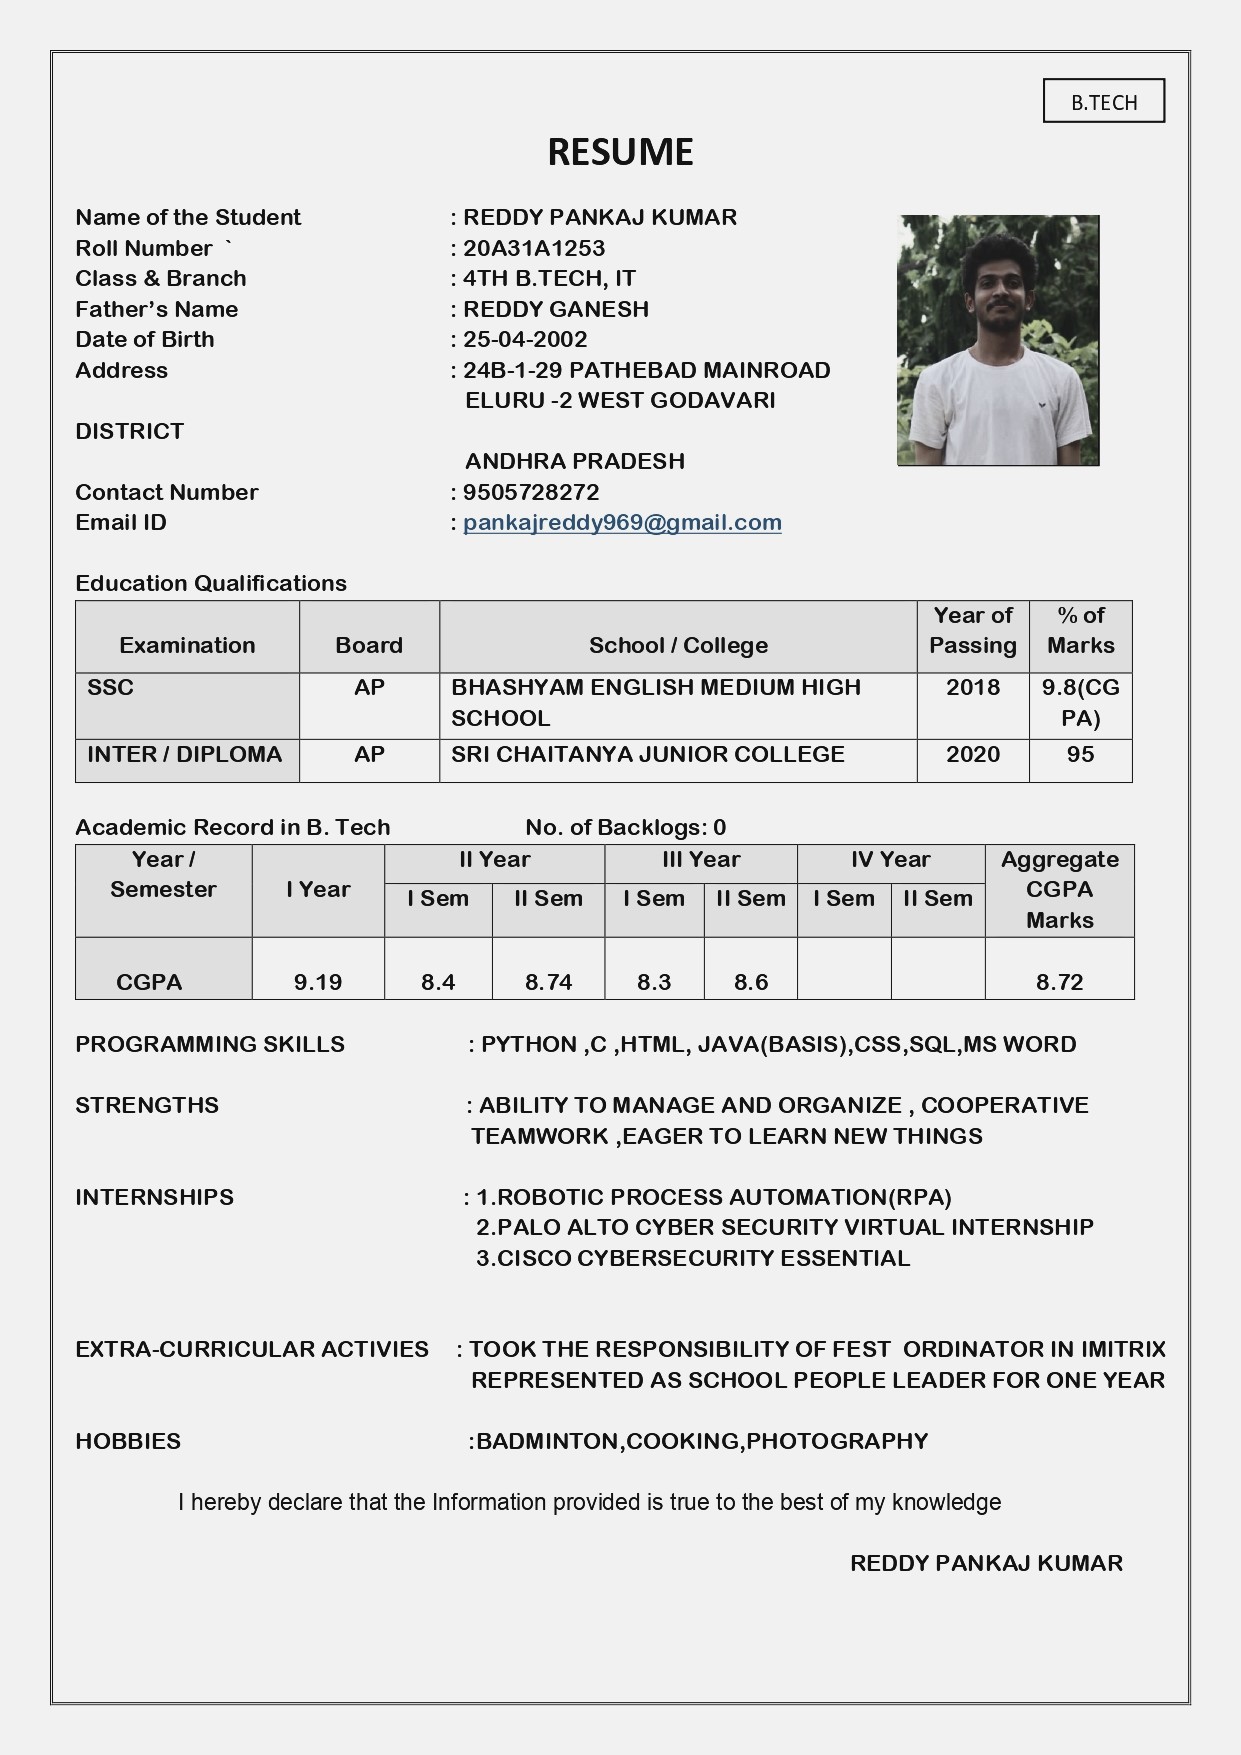 B.TECH
RESUME
Name of the Student : REDDY PANKAJ KUMAR
Roll Number ` : 20A31A1253
Class & Branch : 4TH B.TECH, IT
Father’s Name : REDDY GANESH
Date of Birth : 25-04-2002
Address : 24B-1-29 PATHEBAD MAINROAD
ELURU -2 WEST GODAVARI
DISTRICT
ANDHRA PRADESH
Contact Number : 9505728272
Email ID : pankajreddy969@gmail.com
Education Qualifications
Examination Board School / College Year of Passing % of Marks
SSC AP BHASHYAM ENGLISH MEDIUM HIGH SCHOOL 2018 9.8(CGPA)
INTER / DIPLOMA AP SRI CHAITANYA JUNIOR COLLEGE 2020 95
Academic Record in B. Tech No. of Backlogs: 0
Year / Semester I Year II Year III Year IV Year Aggregate CGPA Marks
I Sem II Sem I Sem II Sem I Sem II Sem
CGPA 9.19 8.4 8.74 8.3 8.6 8.72
PROGRAMMING SKILLS : PYTHON ,C ,HTML, JAVA(BASIS),CSS,SQL,MS WORD
STRENGTHS : ABILITY TO MANAGE AND ORGANIZE , COOPERATIVE
TEAMWORK ,EAGER TO LEARN NEW THINGS
INTERNSHIPS : 1.ROBOTIC PROCESS AUTOMATION(RPA)
2.PALO ALTO CYBER SECURITY VIRTUAL INTERNSHIP
3.CISCO CYBERSECURITY ESSENTIAL
EXTRA-CURRICULAR ACTIVIES : TOOK THE RESPONSIBILITY OF FEST ORDINATOR IN IMITRIX
REPRESENTED AS SCHOOL PEOPLE LEADER FOR ONE YEAR
HOBBIES :BADMINTON,COOKING,PHOTOGRAPHY
I hereby declare that the Information provided is true to the best of my knowledge
REDDY PANKAJ KUMAR